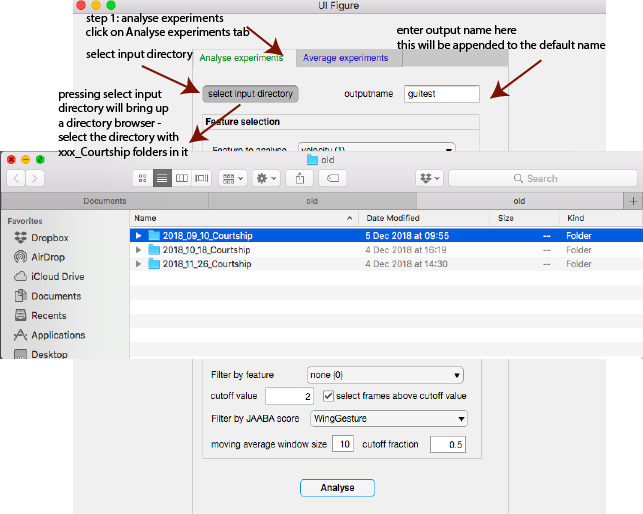 UI Figure
step 1: analyse experiments
click on Analyse experiments tab
enter output name here
this will be appended to the default name
select input directory
Analyse experiments
Average experiments
pressing select input
directory will bring up
a directory browser -
select the directory with
xxx_Courtship folders in it
select input directory
outputname
guitest
Feature selection
Feature to analyse
velocity (1)
old
Search
Documents
old
old
+
Favorites
Dropbox
AirDrop
iCloud Drive
Documents
Recents
Applications
Desktop
Name
Date Modified
Size
Kind
2018_09_10_Courtship
5 Dec 2018 at 09:55
--
Folder
2018_10_18_Courtship
4 Dec 2018 at 16:19
--
Folder
2018_11_26_Courtship
4 Dec 2018 at 14:30
--
Folder
Filter by feature
none (0)
cutoff value
2
select frames above cutoff value
Filter by JAABA score
WingGesture
moving average window size
10
cutoff fraction
0.5
Analyse